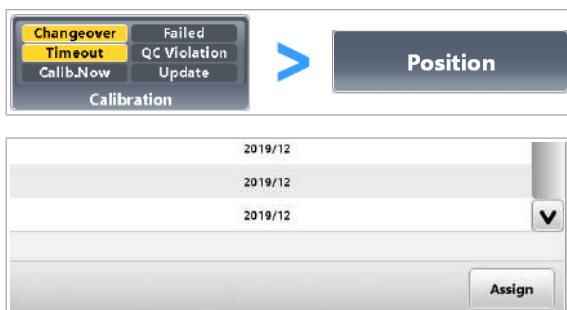 Changeover Failed
Timeout QC Violation
Calib.Now Update
Calibration
> Position
2019/12
2019/12
2019/12
Assign